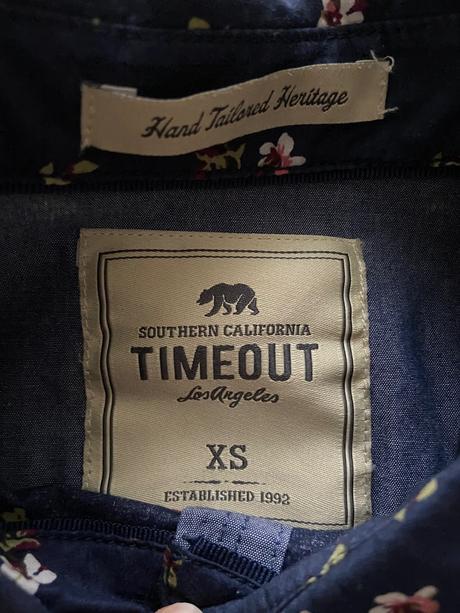 Hand Tailored Heritage
SOUTHERN CALIFORNIA
TIMEOUT
Los Angeles
XS
ESTABLISHED 1992